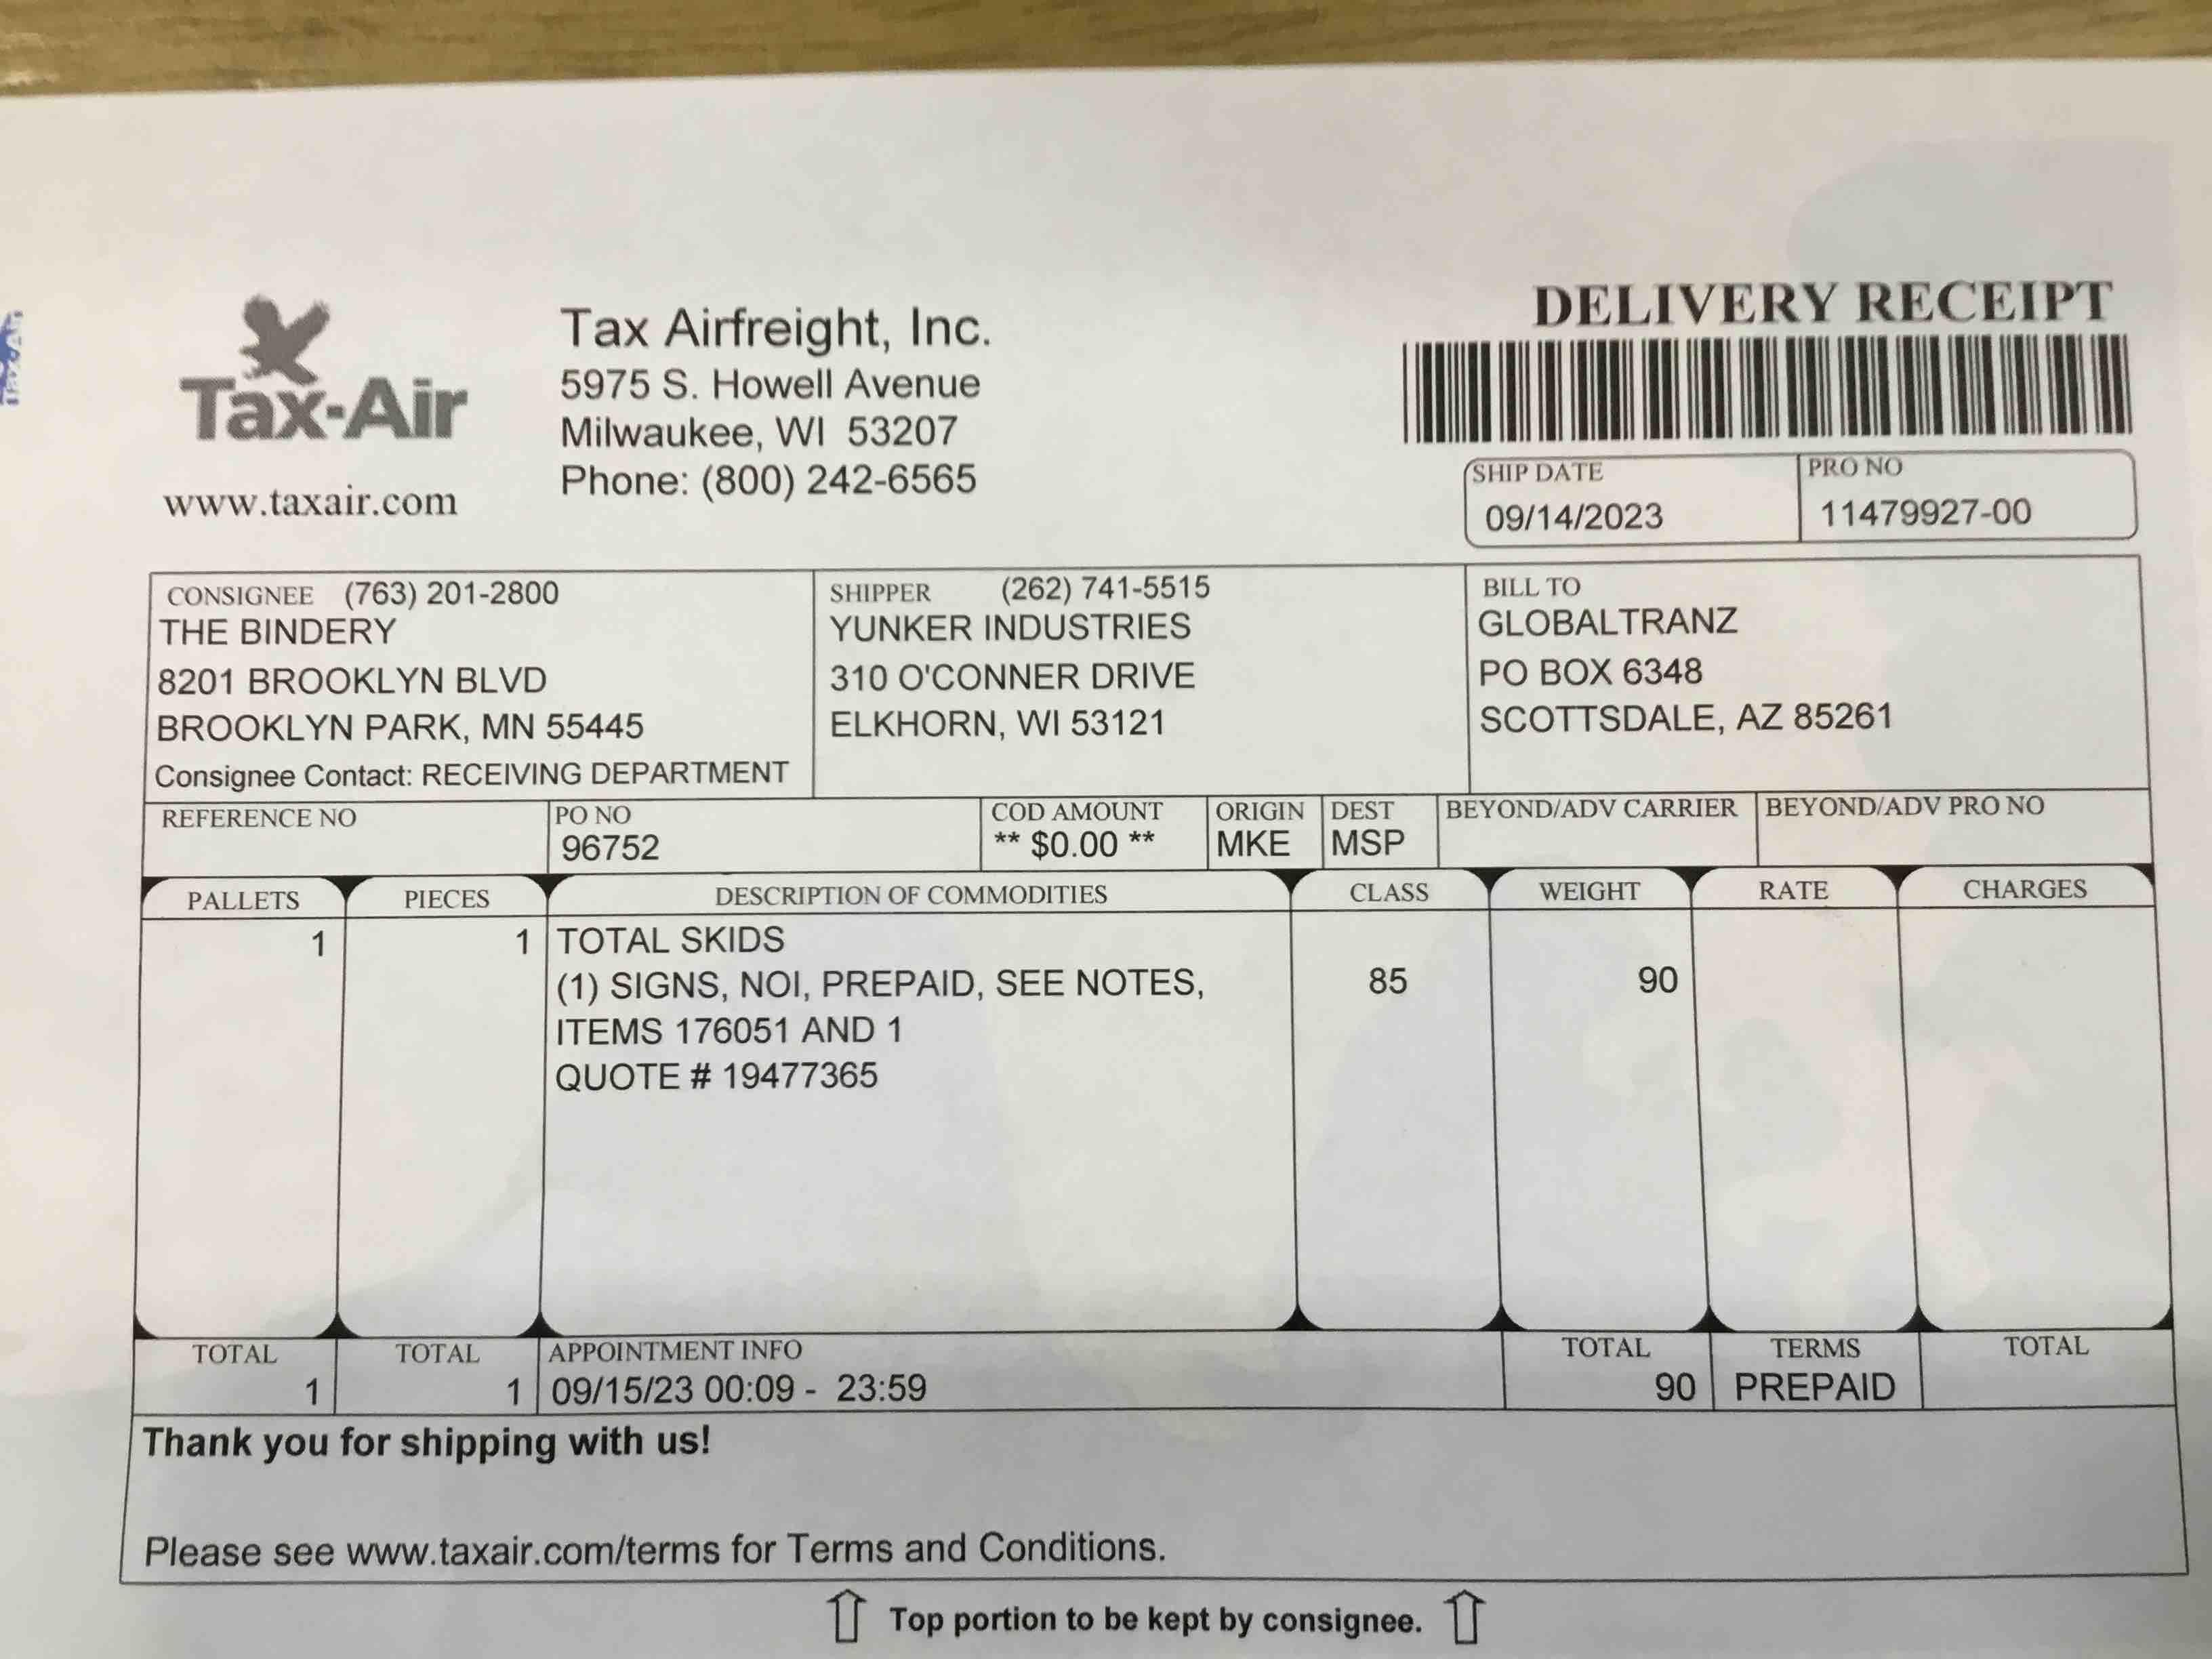 Tax-Air
www.taxair.com
Tax Airfreight, Inc.
5975 S. Howell Avenue
Milwaukee, WI 53207
Phone: (800) 242-6565
DELIVERY RECEIPT
SHIP DATE
09/14/2023
PRO NO
11479927-00
CONSIGNEE (763) 201-2800
THE BINDERY
8201 BROOKLYN BLVD
BROOKLYN PARK, MN 55445
Consignee Contact: RECEIVING DEPARTMENT
SHIPPER (262) 741-5515
YUNKER INDUSTRIES
310 O'CONNER DRIVE
ELKHORN, WI 53121
BILL TO
GLOBALTRANZ
PO BOX 6348
SCOTTSDALE, AZ 85261
REFERENCE NO
PO NO
96752
COD AMOUNT
** $0.00 **
ORIGIN
MKE
DEST
MSP
BEYOND/ADV CARRIER
BEYOND/ADV PRO NO
PALLETS PIECES DESCRIPTION OF COMMODITIES CLASS WEIGHT RATE CHARGES
1 1 TOTAL SKIDS
(1) SIGNS, NOI, PREPAID, SEE NOTES, 85 90
ITEMS 176051 AND 1
QUOTE # 19477365
TOTAL
1
TOTAL
1
APPOINTMENT INFO
09/15/23 00:09 - 23:59
TOTAL
90
TERMS
PREPAID
TOTAL
Thank you for shipping with us!
Please see www.taxair.com/terms for Terms and Conditions.
Top portion to be kept by consignee.